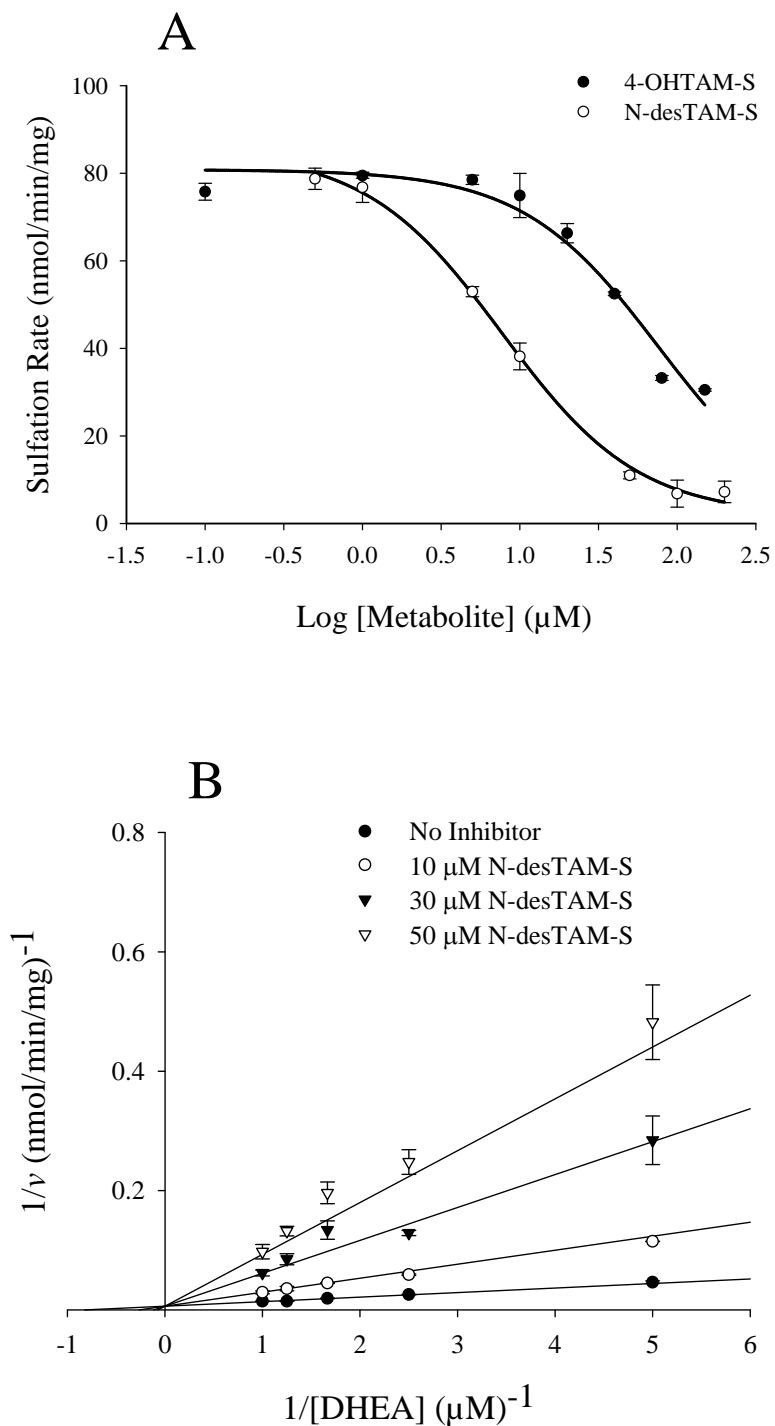 A
4-OHTAM-S
N-desTAM-S
100
80
60
40
20
0
-1.5 -1.0 -0.5 0.0 0.5 1.0 1.5 2.0 2.5
Sulfation Rate (nmol/min/mg)
Log [Metabolite] (µM)
B
No Inhibitor
10 µM N-desTAM-S
30 µM N-desTAM-S
50 µM N-desTAM-S
0.8
0.6
0.4
0.2
-1 0 1 2 3 4 5 6
1/v (nmol/min/mg)-1
1/[DHEA] (µM)-1